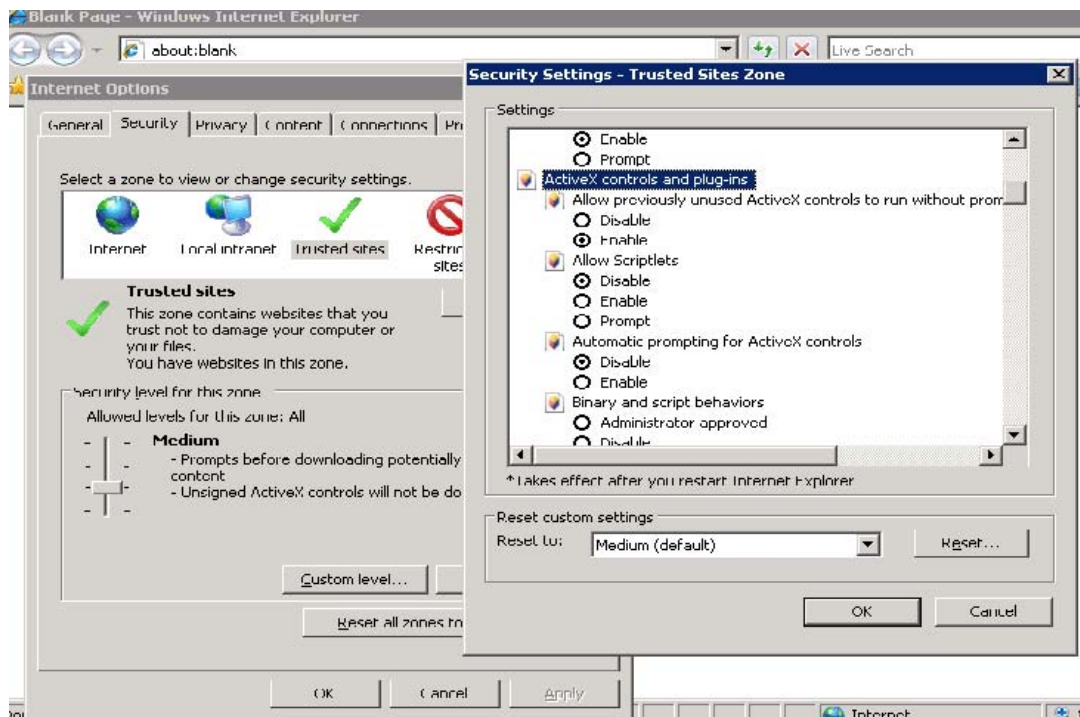 Blank Page - Windows Internet Explorer
about:blank
Live Search
Internet Options
General Security Privacy Content Connections
Select a zone to view or change security settings.
Internet Local intranet Trusted sites Restric
sites
Trusted sites
This zone contains websites that you
trust not to damage your computer or
your files.
You have websites in this zone.
Security level for this zone
Allowed levels for this zone: All
Medium
- Prompts before downloading potentially
content
- Unsigned ActiveX controls will not be do
Custom level...
Reset all zones to
OK Cancel Apply
Security Settings - Trusted Sites Zone
Settings
Enable
Prompt
ActiveX controls and plug-ins
Allow previously unused ActiveX controls to run without prom
Disable
Enable
Allow Scriptlets
Disable
Enable
Prompt
Automatic prompting for ActiveX controls
Disable
Enable
Binary and script behaviors
Administrator approved
Disable
*Takes effect after you restart Internet Explorer
Reset custom settings
Reset to: Medium (default) Reset...
OK Cancel
Internet